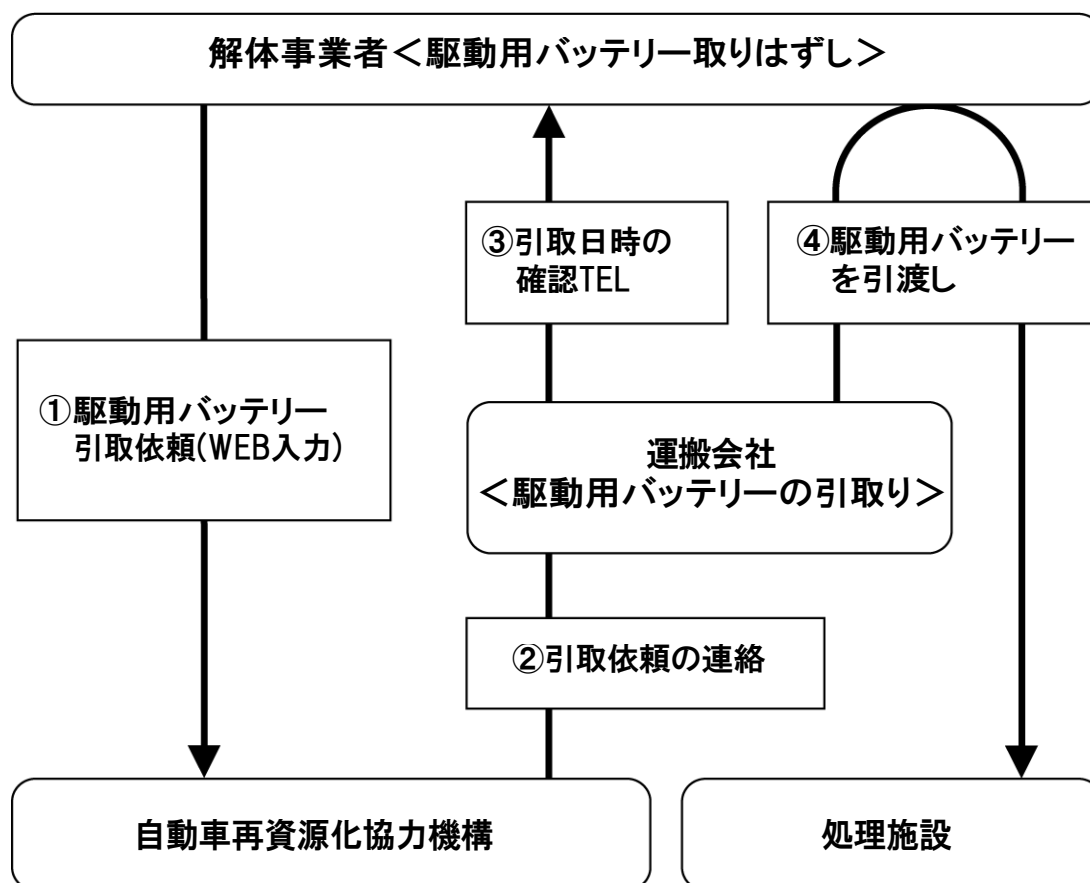 解体事業者＜駆動用バッテリー取りはずし＞
③引取日時の
確認TEL
④駆動用バッテリー
を引渡し
①駆動用バッテリー
引取依頼(WEB入力)
運搬会社
＜駆動用バッテリーの引取り＞
②引取依頼の連絡
自動車再資源化協力機構
処理施設